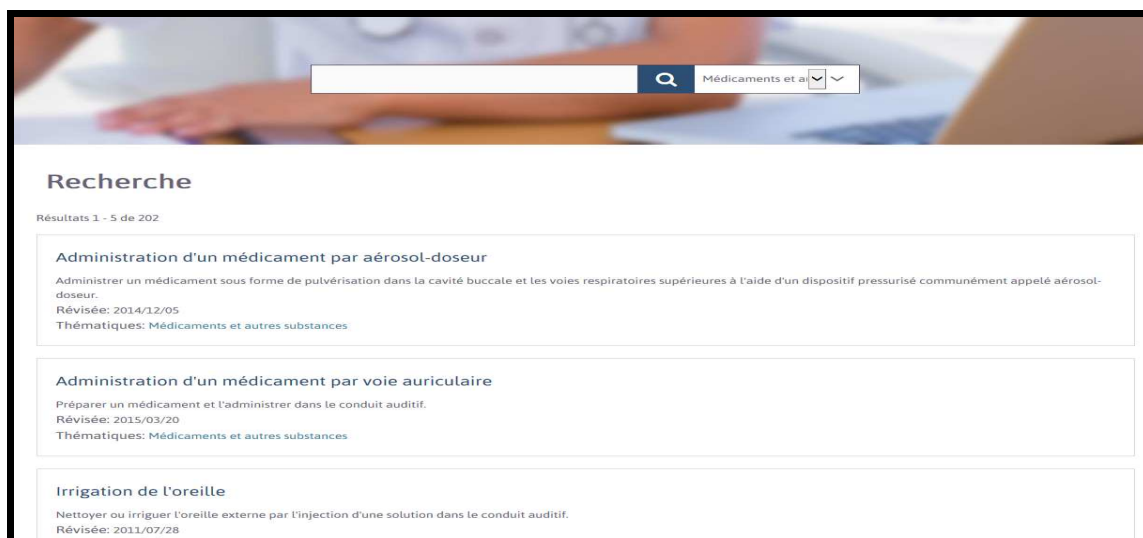 Médicaments et a
Recherche
Résultats 1 - 5 de 202
Administration d'un médicament par aérosol-doseur
Administrer un médicament sous forme de pulvérisation dans la cavité buccale et les voies respiratoires supérieures à l'aide d'un dispositif pressurisé communément appelé aérosol-
doseur.
Révisée: 2014/12/05
Thématiques: Médicaments et autres substances
Administration d'un médicament par voie auriculaire
Préparer un médicament et l'administrer dans le conduit auditif.
Révisée: 2015/03/20
Thématiques: Médicaments et autres substances
Irrigation de l'oreille
Nettoyer ou irriguer l'oreille externe par l'injection d'une solution dans le conduit auditif.
Révisée: 2011/07/28